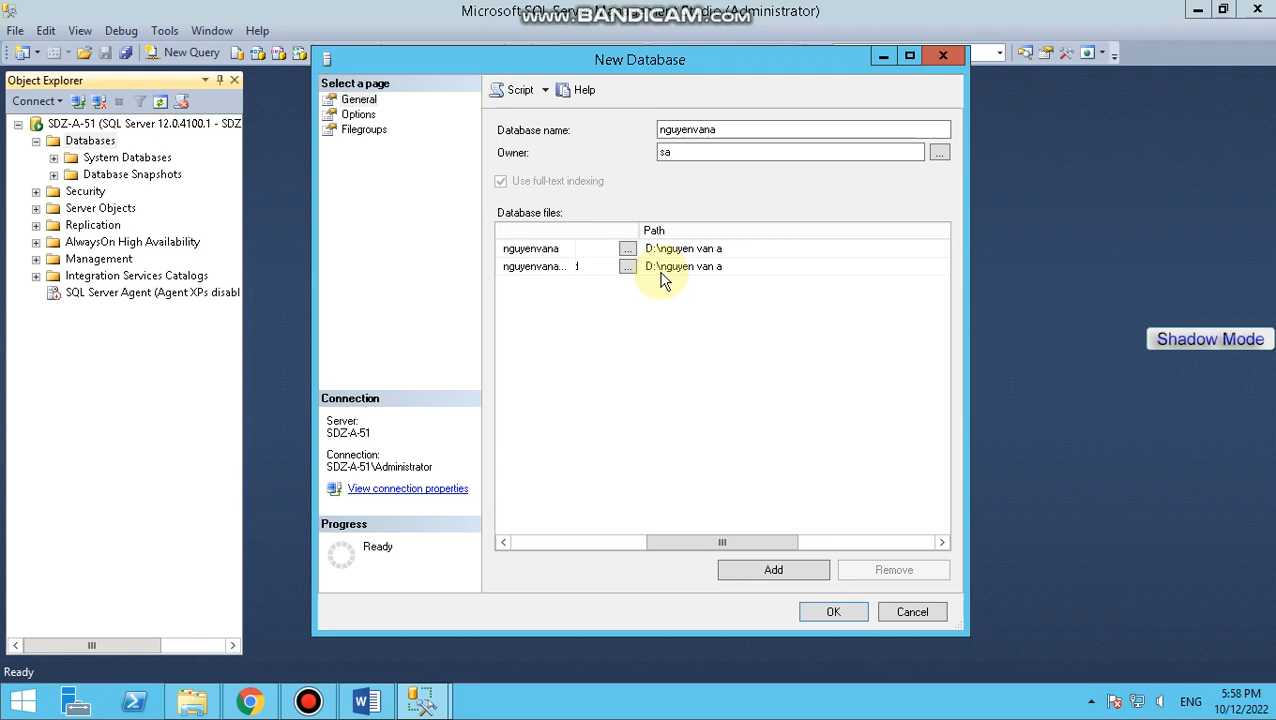 Microsoft SQL Server Management Studio (Administrator)
www.BANDICAM.com
File Edit View Debug Tools Window Help
New Query
Object Explorer
Connect
SDZ-A-51 (SQL Server 12.0.4100.1 - SDZ
Databases
System Databases
Database Snapshots
Security
Server Objects
Replication
AlwaysOn High Availability
Management
Integration Services Catalogs
SQL Server Agent (Agent XPs disabl
New Database
Select a page
General
Options
Filegroups
Script Help
Database name: nguyenvana
Owner: sa
...
Use full-text indexing
Database files:
Path
nguyenvana ... D:\nguyen van a
nguyenvana... ... D:\nguyen van a
Connection
Server:
SDZ-A-51
Connection:
SDZ-A-51\Administrator
View connection properties
Progress
Ready
Add Remove
OK Cancel
Shadow Mode
Ready
ENG
5:58 PM
10/12/2022